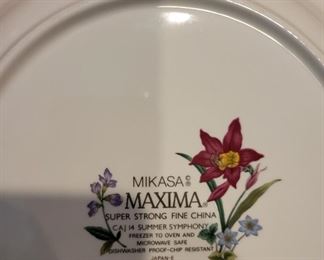 MIKASA ©
MAXIMA®
SUPER STRONG FINE CHINA
CAJ14 SUMMER SYMPHONY
FREEZER TO OVEN AND
MICROWAVE SAFE
DISHWASHER PROOF-CHIP RESISTANT
JAPAN-E